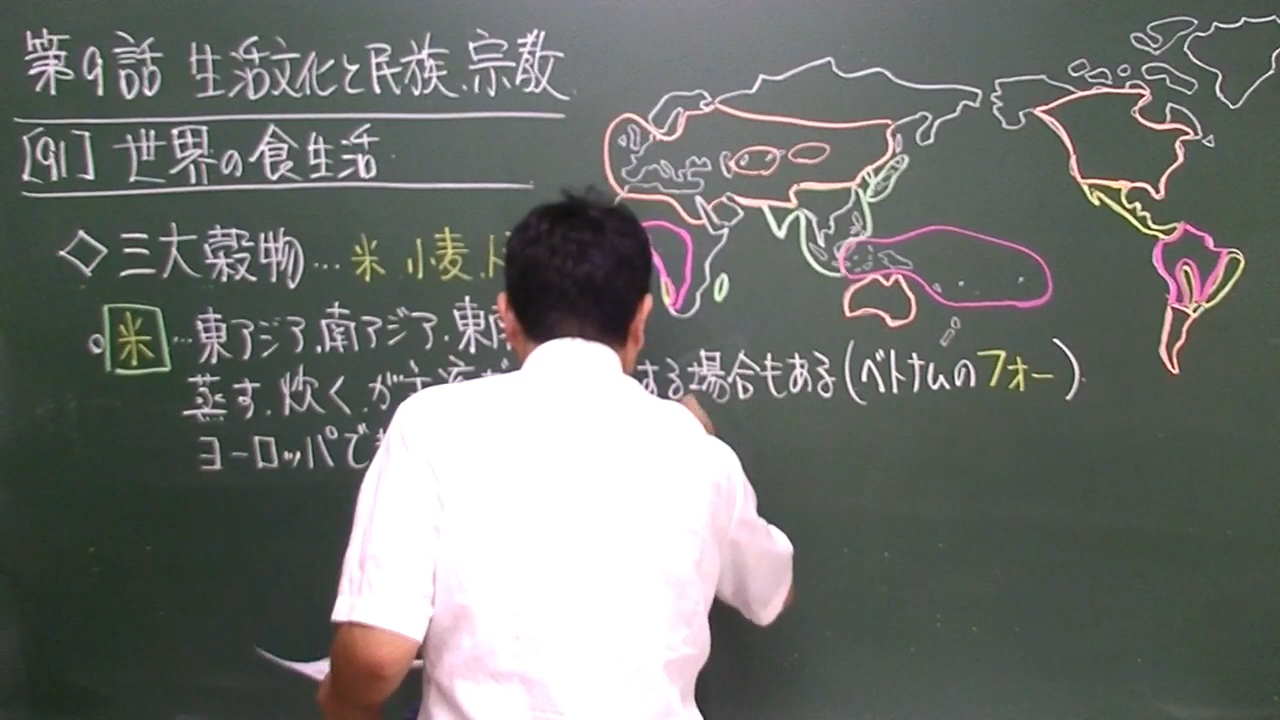 第9話 生活文化と民族、宗教
[91] 世界の食生活
◇三大穀物…米、小麦、
。米…東アジア、南アジア、東南
蒸す、炊く、が主流 する場合もある(ベトナムのフォー)
ヨーロッパで